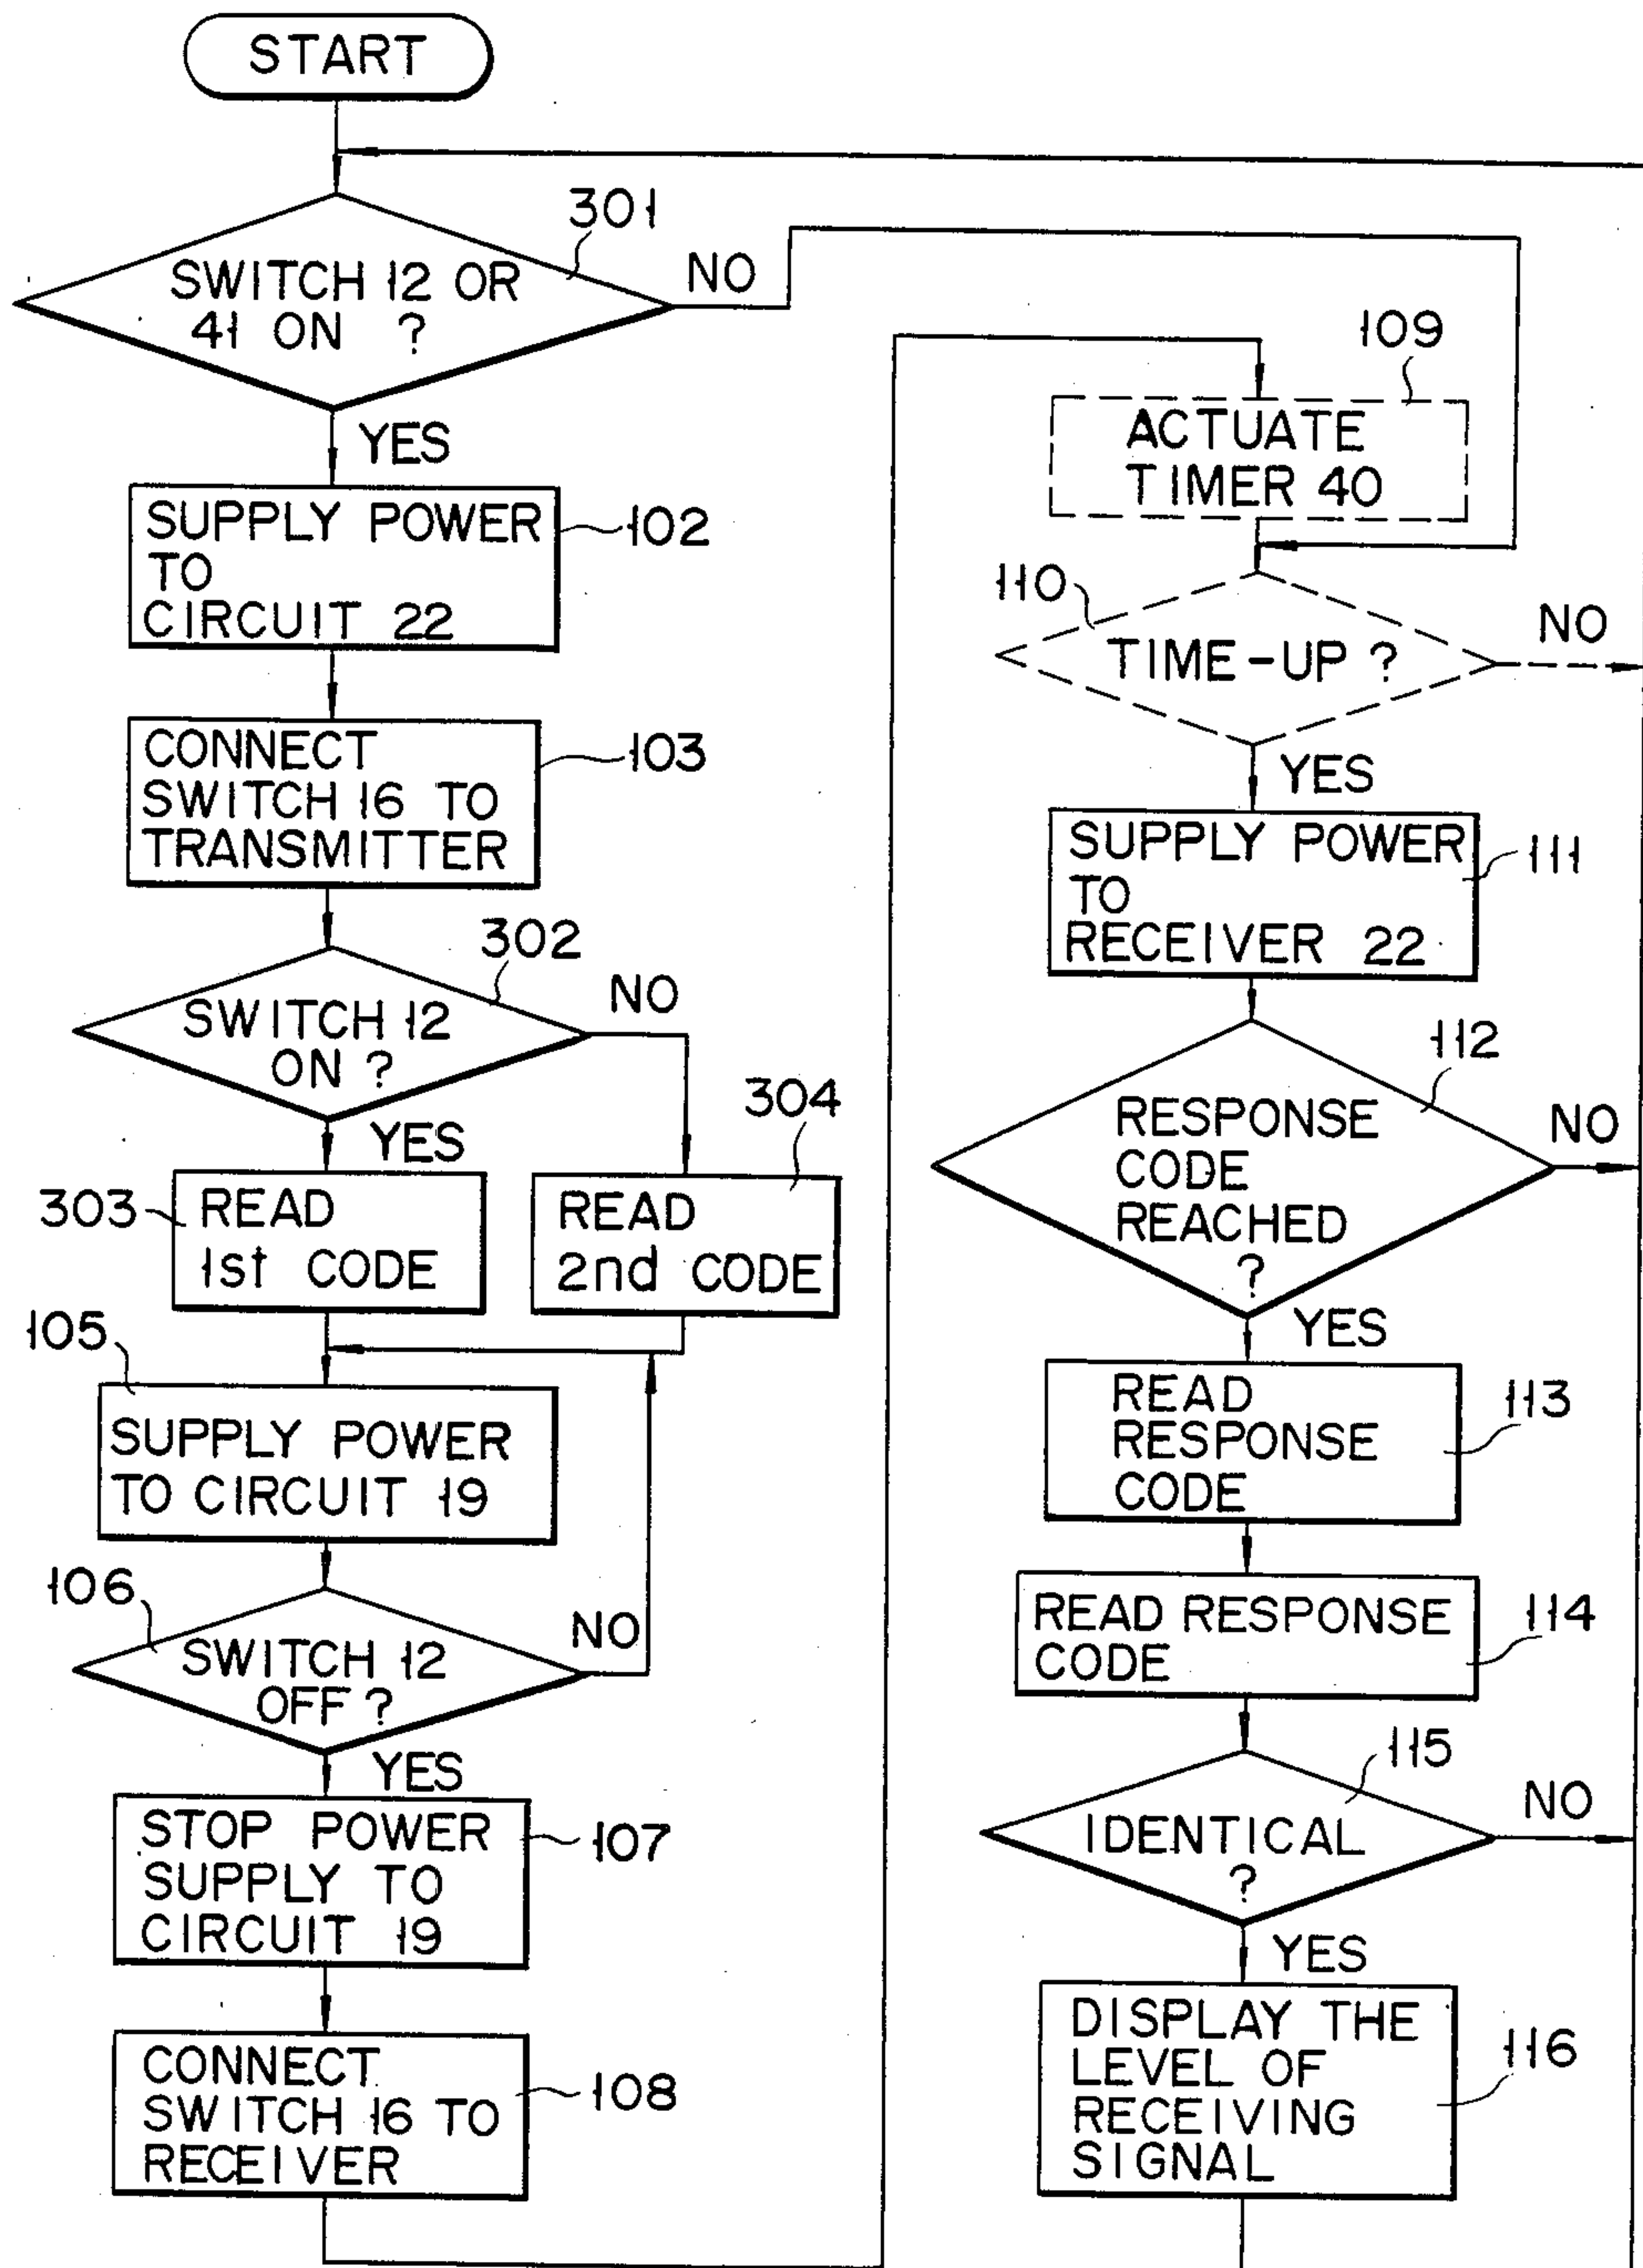 START
301
SWITCH 12 OR
41 ON ?
NO
YES
SUPPLY POWER
TO
CIRCUIT 22
102
CONNECT
SWITCH 16 TO
TRANSMITTER
103
302
SWITCH 12
ON ?
NO
YES
304
303
READ
1st CODE
READ
2nd CODE
105
SUPPLY POWER
TO CIRCUIT 19
106
SWITCH 12
OFF ?
NO
YES
STOP POWER
SUPPLY TO
CIRCUIT 19
107
CONNECT
SWITCH 16 TO
RECEIVER
108
109
ACTUATE
TIMER 40
110
TIME-UP ?
NO
YES
SUPPLY POWER
TO
RECEIVER 22
111
112
RESPONSE
CODE
REACHED
?
NO
YES
READ
RESPONSE
CODE
113
READ RESPONSE
CODE
114
115
IDENTICAL
?
NO
YES
DISPLAY THE
LEVEL OF
RECEIVING
SIGNAL
116